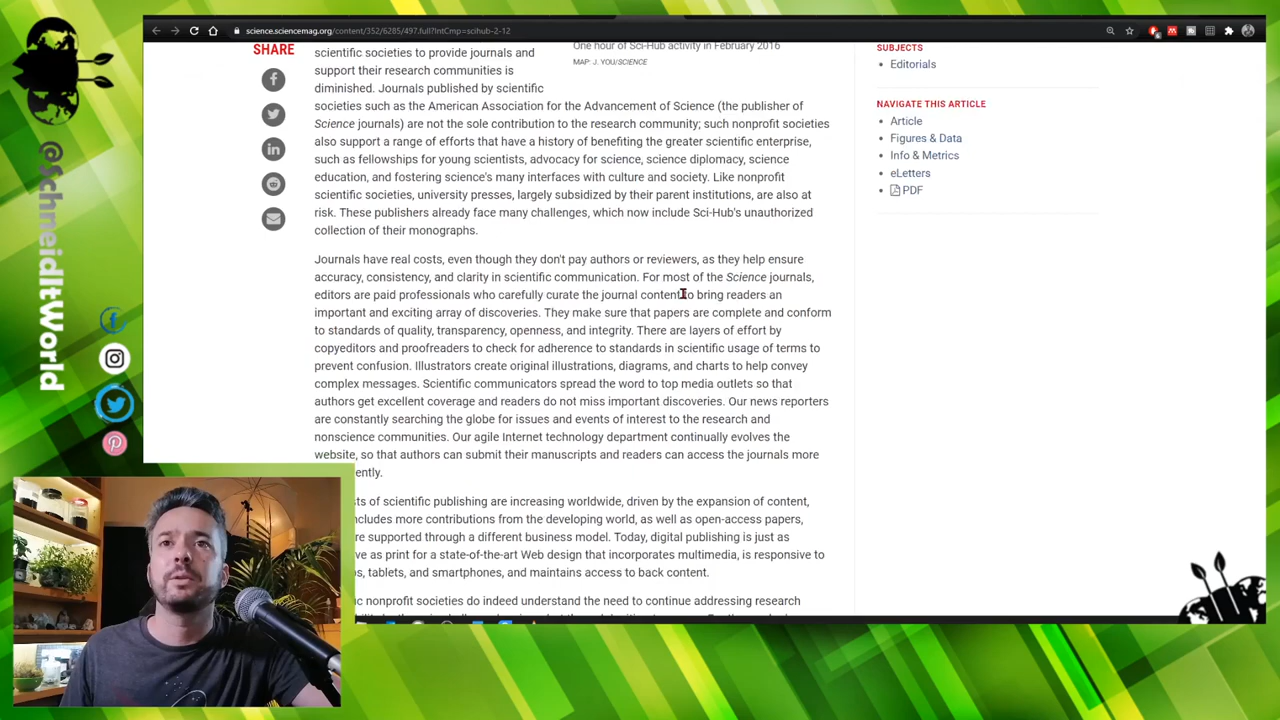 science.sciencemag.org/content/352/6285/497.full?IntCmp=scihub-2-12
SHARE
@SchneidItWorld
scientific societies to provide journals and
support their research communities is
diminished. Journals published by scientific
societies such as the American Association for the Advancement of Science (the publisher of
Science journals) are not the sole contribution to the research community; such nonprofit societies
also support a range of efforts that have a history of benefiting the greater scientific enterprise,
such as fellowships for young scientists, advocacy for science, science diplomacy, science
education, and fostering science's many interfaces with culture and society. Like nonprofit
scientific societies, university presses, largely subsidized by their parent institutions, are also at
risk. These publishers already face many challenges, which now include Sci-Hub's unauthorized
collection of their monographs.
One hour of Sci-Hub activity in February 2016
MAP: J. YOU/SCIENCE
Journals have real costs, even though they don't pay authors or reviewers, as they help ensure
accuracy, consistency, and clarity in scientific communication. For most of the Science journals,
editors are paid professionals who carefully curate the journal content to bring readers an
important and exciting array of discoveries. They make sure that papers are complete and conform
to standards of quality, transparency, openness, and integrity. There are layers of effort by
copyeditors and proofreaders to check for adherence to standards in scientific usage of terms to
prevent confusion. Illustrators create original illustrations, diagrams, and charts to help convey
complex messages. Scientific communicators spread the word to top media outlets so that
authors get excellent coverage and readers do not miss important discoveries. Our news reporters
are constantly searching the globe for issues and events of interest to the research and
nonscience communities. Our agile Internet technology department continually evolves the
website, so that authors can submit their manuscripts and readers can access the journals more
ently.
sts of scientific publishing are increasing worldwide, driven by the expansion of content,
includes more contributions from the developing world, as well as open-access papers,
re supported through a different business model. Today, digital publishing is just as
ve as print for a state-of-the-art Web design that incorporates multimedia, is responsive to
s, tablets, and smartphones, and maintains access to back content.
ic nonprofit societies do indeed understand the need to continue addressing research
SUBJECTS
Editorials
NAVIGATE THIS ARTICLE
Article
Figures & Data
Info & Metrics
eLetters
PDF